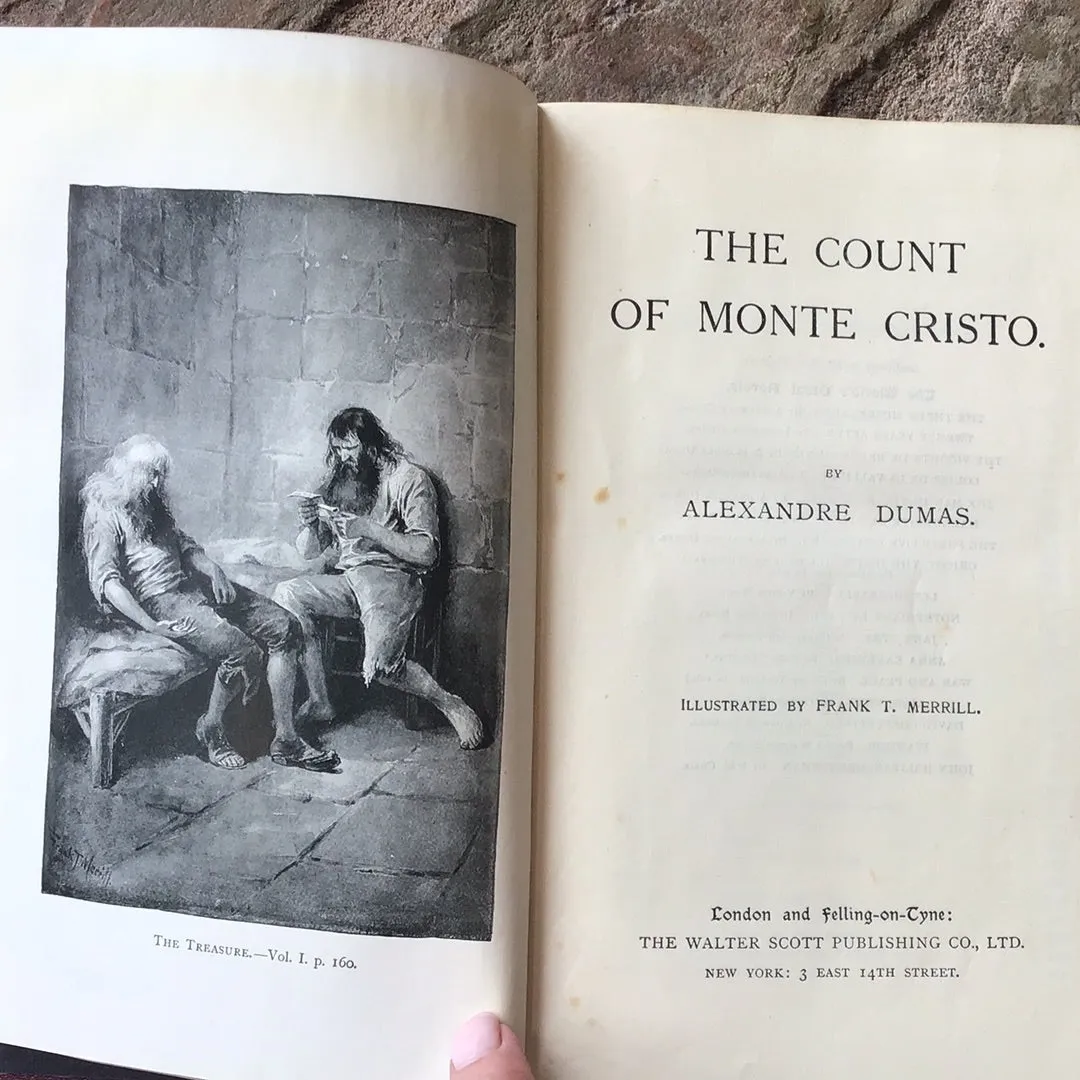 THE TREASURE.—Vol. I. p. 160.
THE COUNT
OF MONTE CRISTO.
BY
ALEXANDRE DUMAS.
ILLUSTRATED BY FRANK T. MERRILL.
London and Felling-on-Tyne:
THE WALTER SCOTT PUBLISHING CO., LTD.
NEW YORK: 3 EAST 14TH STREET.